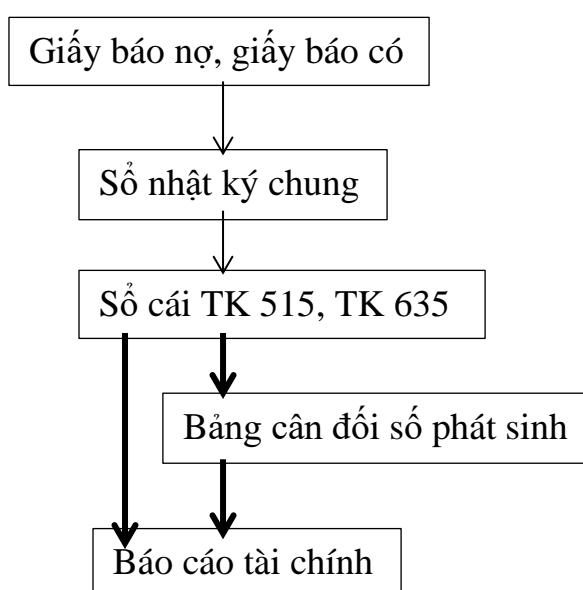 Giấy báo nợ, giấy báo có
Sổ nhật ký chung
Sổ cái TK 515, TK 635
Bảng cân đối số phát sinh
Báo cáo tài chính